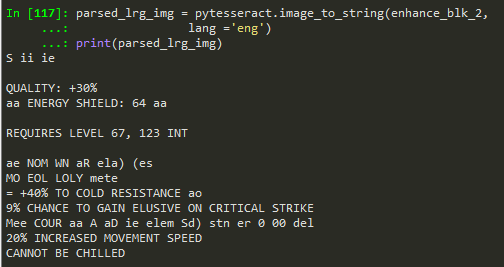 In [117]: parsed_lrg_img = pytesseract.image_to_string(enhance_blk_2,
...: lang ='eng')
...: print(parsed_lrg_img)
S ii ie
QUALITY: +30%
aa ENERGY SHIELD: 64 aa
REQUIRES LEVEL 67, 123 INT
ae NOM WN aR ela) (es
MO EOL LOLY mete
= +40% TO COLD RESISTANCE ao
9% CHANCE TO GAIN ELUSIVE ON CRITICAL STRIKE
Mee COUR aa A aD ie elem Sd) stn er 0 00 del
20% INCREASED MOVEMENT SPEED
CANNOT BE CHILLED